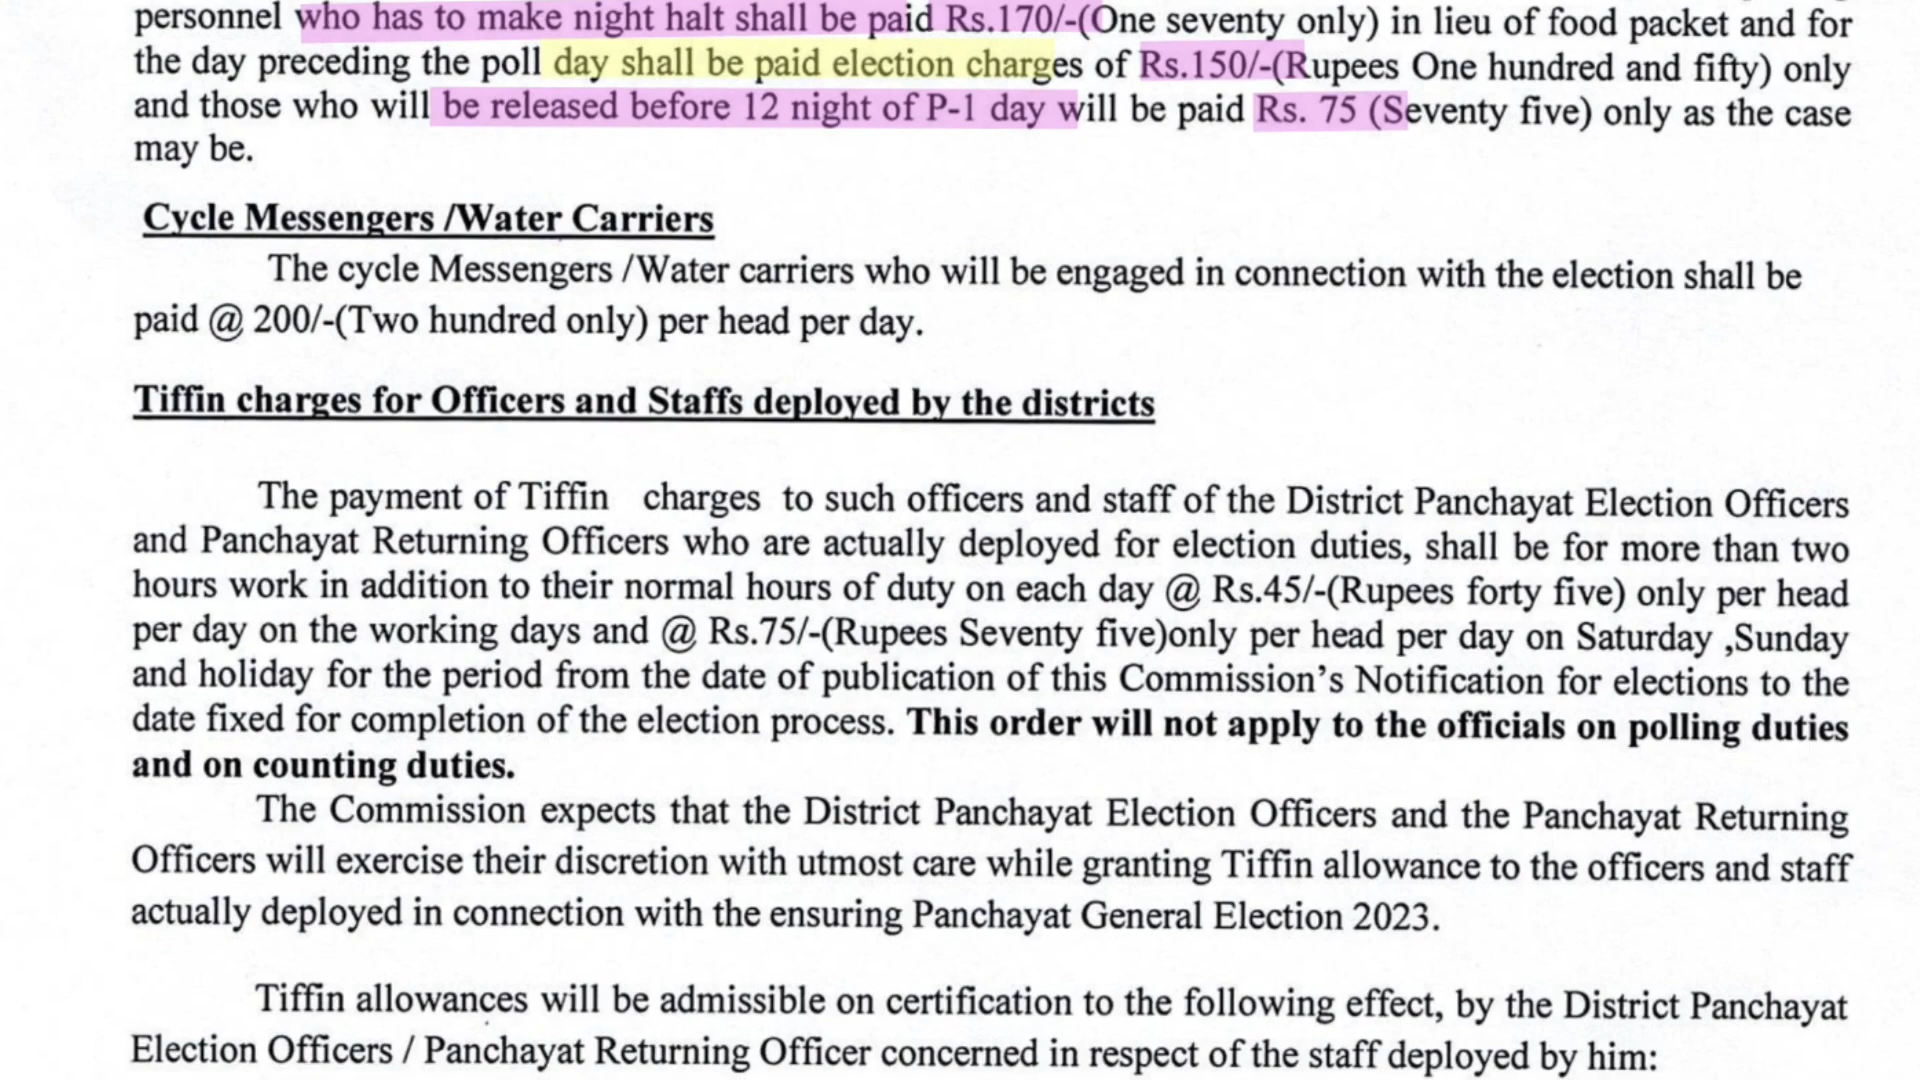 personnel who has to make night halt shall be paid Rs.170/-(One seventy only) in lieu of food packet and for
the day preceding the poll day shall be paid election charges of Rs.150/-(Rupees One hundred and fifty) only
and those who will be released before 12 night of P-1 day will be paid Rs. 75 (Seventy five) only as the case
may be.
Cycle Messengers /Water Carriers
The cycle Messengers /Water carriers who will be engaged in connection with the election shall be
paid @ 200/-(Two hundred only) per head per day.
Tiffin charges for Officers and Staffs deployed by the districts
The payment of Tiffin charges to such officers and staff of the District Panchayat Election Officers
and Panchayat Returning Officers who are actually deployed for election duties, shall be for more than two
hours work in addition to their normal hours of duty on each day @ Rs.45/-(Rupees forty five) only per head
per day on the working days and @ Rs.75/-(Rupees Seventy five)only per head per day on Saturday ,Sunday
and holiday for the period from the date of publication of this Commission's Notification for elections to the
date fixed for completion of the election process. This order will not apply to the officials on polling duties
and on counting duties.
The Commission expects that the District Panchayat Election Officers and the Panchayat Returning
Officers will exercise their discretion with utmost care while granting Tiffin allowance to the officers and staff
actually deployed in connection with the ensuring Panchayat General Election 2023.
Tiffin allowances will be admissible on certification to the following effect, by the District Panchayat
Election Officers / Panchayat Returning Officer concerned in respect of the staff deployed by him: